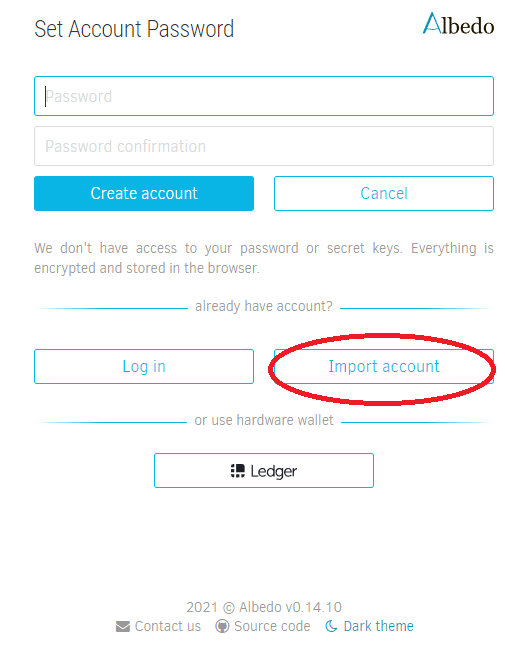 Set Account Password
Albedo
Password
Password confirmation
Create account
Cancel
We don't have access to your password or secret keys. Everything is
encrypted and stored in the browser.
already have account?
Log in
Import account
or use hardware wallet
Ledger
2021 © Albedo v0.14.10
Contact us Source code Dark theme